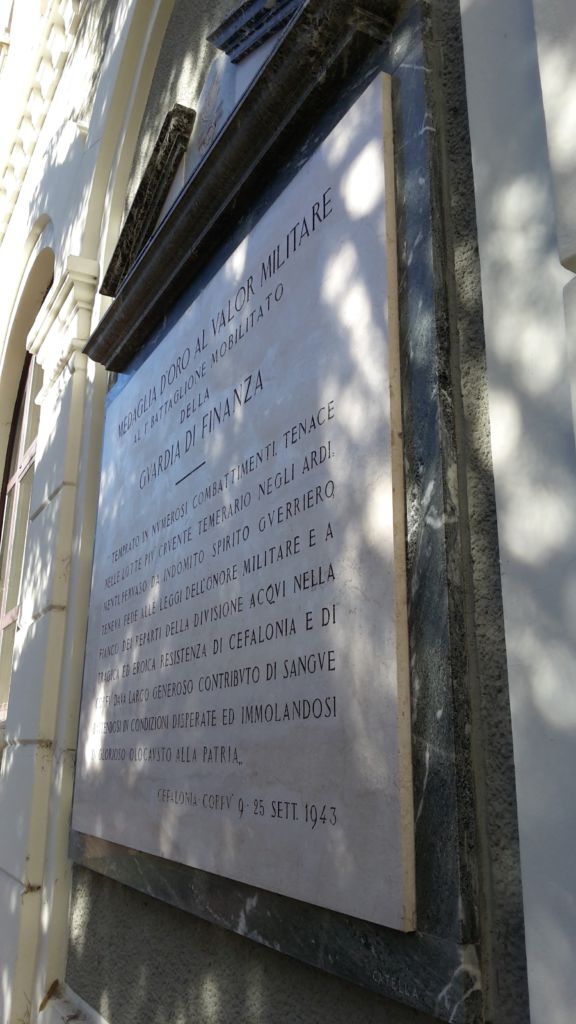 MEDAGLIA D'ORO AL VALOR MILITARE
AL I° BATTAGLIONE MOBILITATO
DELLA
GVARDIA DI FINANZA
"TEMPRATO IN NVMEROSI COMBATTIMENTI, TENACE
NELLE LOTTE PIV' CRVENTE, TEMERARIO NEGLI ARDI,
MENTI, PERVASO DA INDOMITO SPIRITO GVERRIERO
TENEVA FEDE ALLE LEGGI DELL'ONORE MILITARE E A
FIANCO DEI REPARTI DELLA DIVISIONE ACQVI NELLA
TRAGICA ED EROICA RESISTENZA DI CEFALONIA E DI
CORFV' DAVA LARGO GENEROSO CONTRIBVTO DI SANGVE
BATTENDOSI IN CONDIZIONI DISPERATE ED IMMOLANDOSI
IN GLORIOSO OLOCAVSTO ALLA PATRIA„
CEFALONIA CORFV' 9-25 SETT. 1943
CATELLA